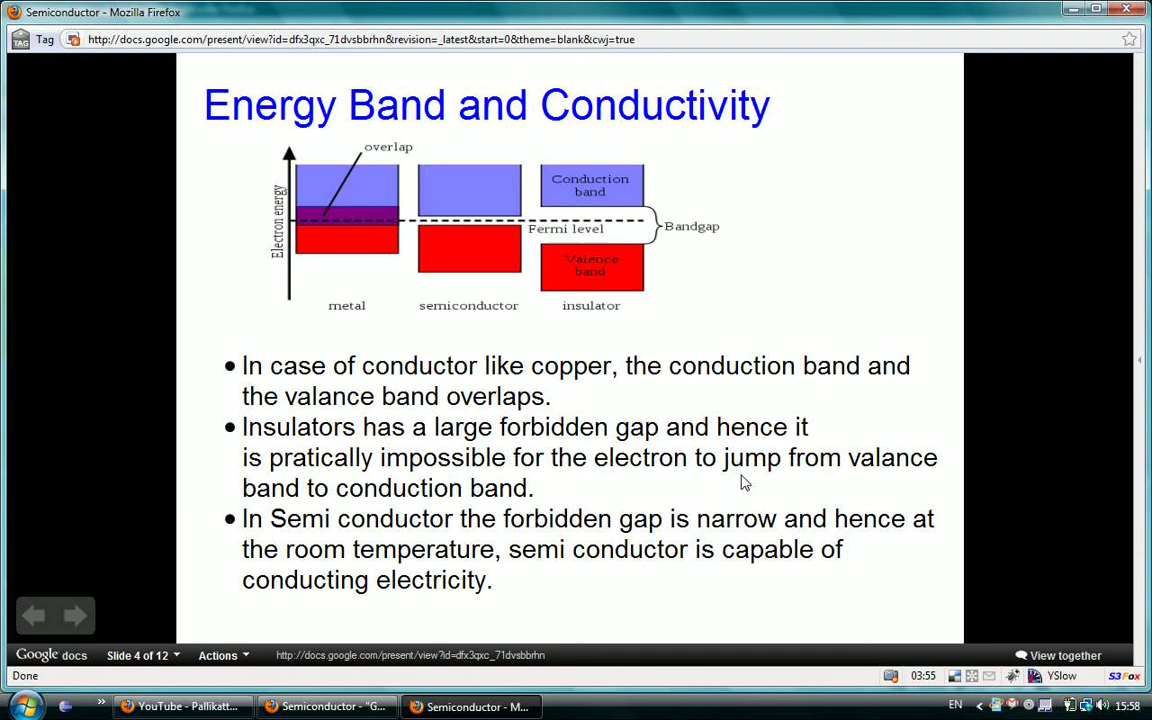 Semiconductor - Mozilla Firefox
TAG
Tag
http://docs.google.com/present/view?id=dfx3qxc_71dvsbbrhn&revision=_latest&start=0&theme=blank&cwj=true
Energy Band and Conductivity
overlap
Electron energy
Conduction
band
Fermi level
Bandgap
Valence
band
metal
semiconductor
insulator
• In case of conductor like copper, the conduction band and
the valance band overlaps.
• Insulators has a large forbidden gap and hence it
is pratically impossible for the electron to jump from valance
band to conduction band.
• In Semi conductor the forbidden gap is narrow and hence at
the room temperature, semi conductor is capable of
conducting electricity.
Google docs
Slide 4 of 12
Actions
http://docs.google.com/present/view?id=dfx3qxc_71dvsbbrhn
View together
Done
03:55
YSlow
S3Fox
YouTube - Pallikatt...
Semiconductor - "G...
Semiconductor - M...
EN
15:58